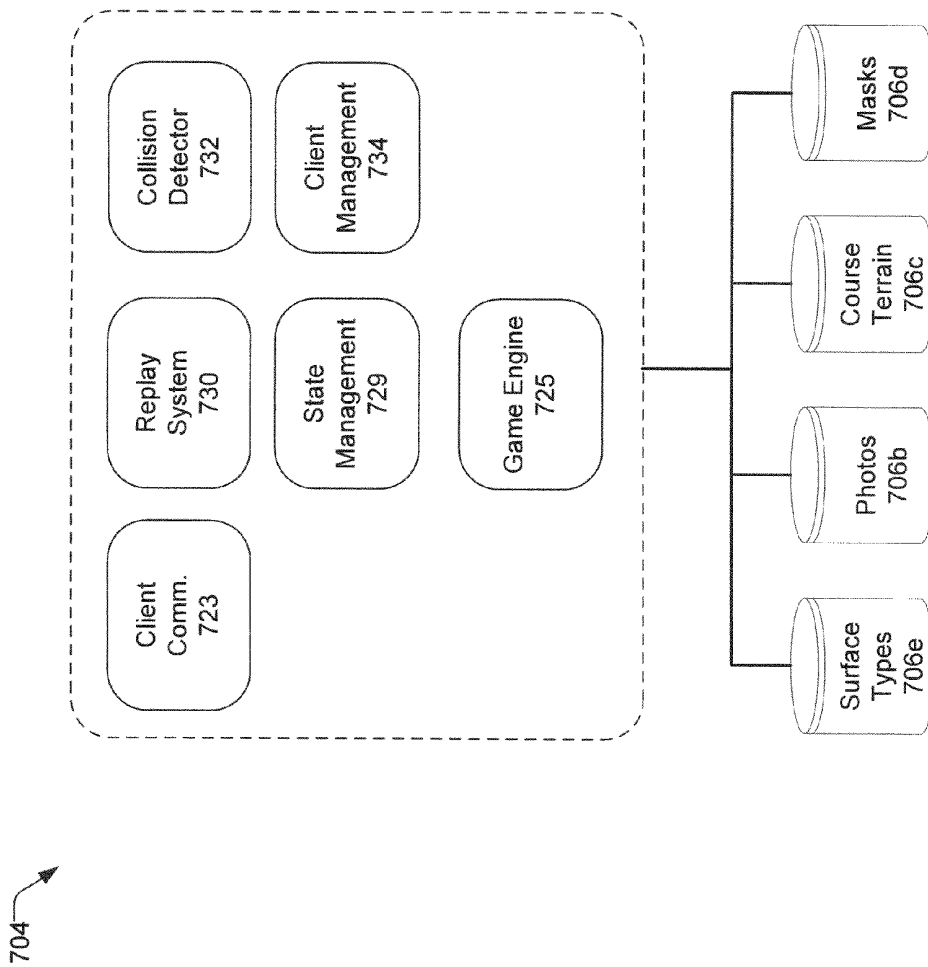 704
Client
Comm.
723
Replay
System
730
Collision
Detector
732
State
Management
729
Client
Management
734
Game Engine
725
Surface
Types
706e
Photos
706b
Course
Terrain
706c
Masks
706d